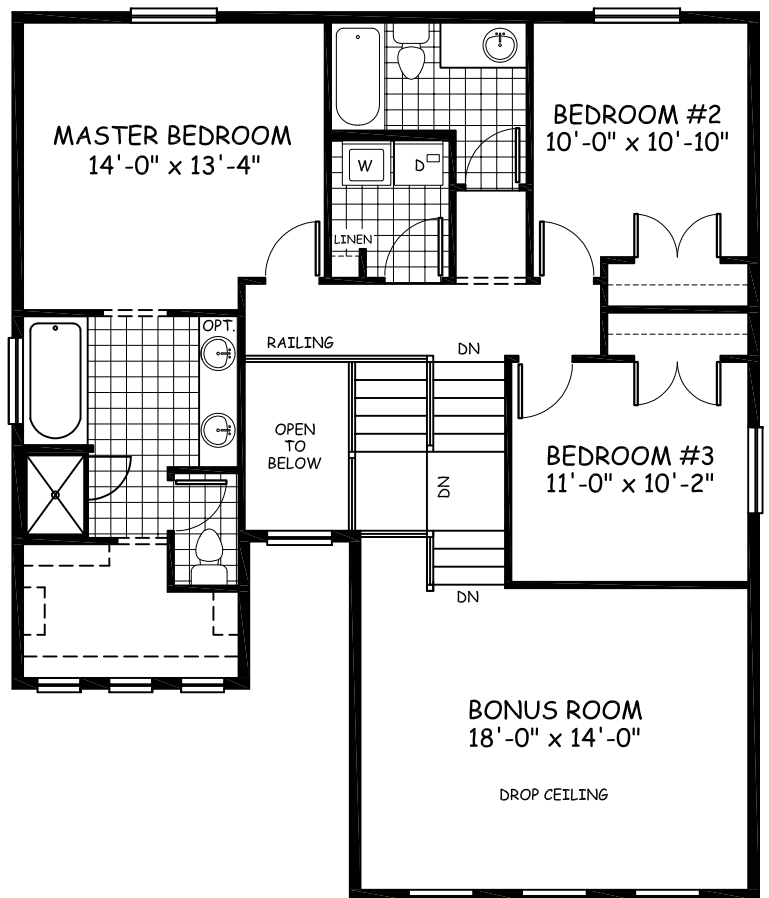 MASTER BEDROOM
14'-0" x 13'-4"
BEDROOM #2
10'-0" x 10'-10"
W
D
LINEN
OPT.
RAILING
DN
OPEN
TO
BELOW
DN
BEDROOM #3
11'-0" x 10'-2"
DN
BONUS ROOM
18'-0" x 14'-0"
DROP CEILING